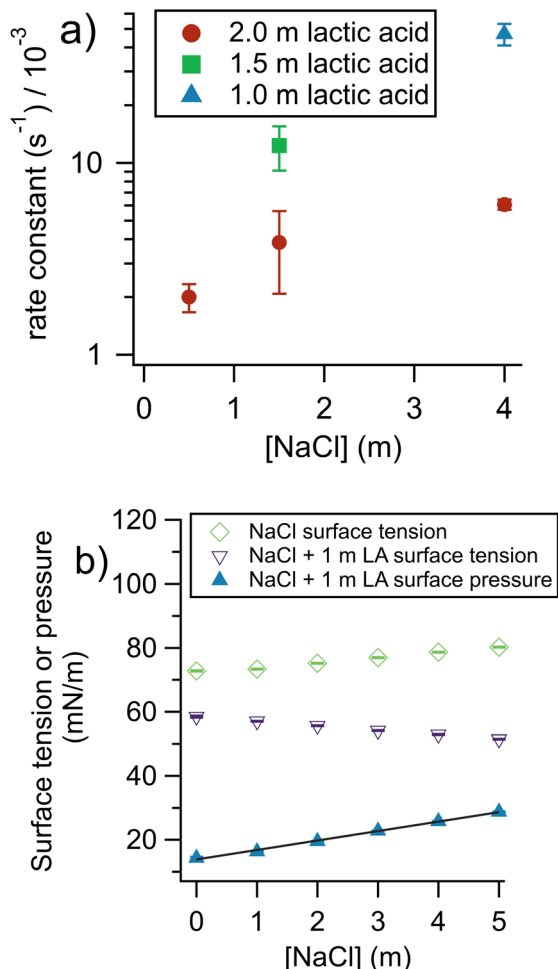 a)
2.0 m lactic acid
1.5 m lactic acid
1.0 m lactic acid
rate constant (s⁻¹) / 10⁻³
10
1
0 1 2 3 4
[NaCl] (m)
b)
NaCl surface tension
NaCl + 1 m LA surface tension
NaCl + 1 m LA surface pressure
Surface tension or pressure
(mN/m)
120
100
80
60
40
20
0 1 2 3 4 5
[NaCl] (m)